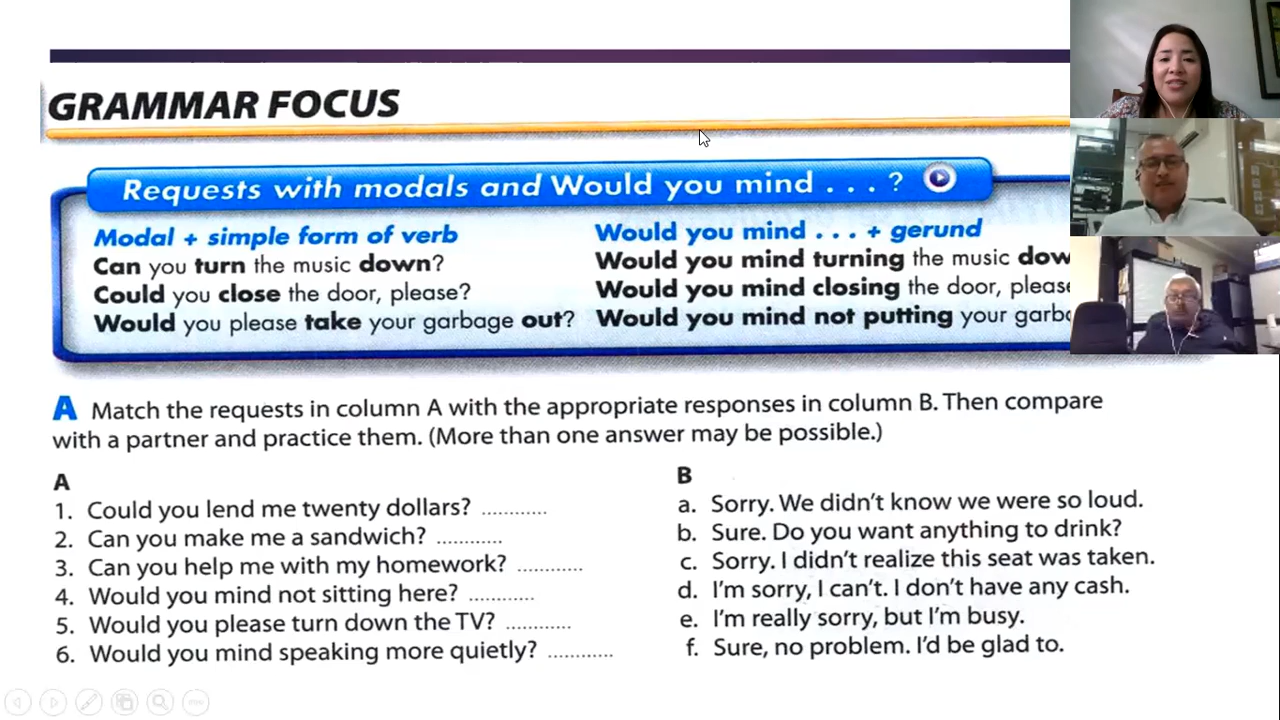 GRAMMAR FOCUS
Requests with modals and Would you mind . . . ?
Modal + simple form of verb
Can you turn the music down?
Could you close the door, please?
Would you please take your garbage out?
Would you mind . . . + gerund
Would you mind turning the music dow
Would you mind closing the door, please
Would you mind not putting your garb
A Match the requests in column A with the appropriate responses in column B. Then compare
with a partner and practice them. (More than one answer may be possible.)
A
1. Could you lend me twenty dollars? ............
2. Can you make me a sandwich? ............
3. Can you help me with my homework? ............
4. Would you mind not sitting here? ............
5. Would you please turn down the TV? ............
6. Would you mind speaking more quietly? ............
B
a. Sorry. We didn't know we were so loud.
b. Sure. Do you want anything to drink?
c. Sorry. I didn't realize this seat was taken.
d. I'm sorry, I can't. I don't have any cash.
e. I'm really sorry, but I'm busy.
f. Sure, no problem. I'd be glad to.